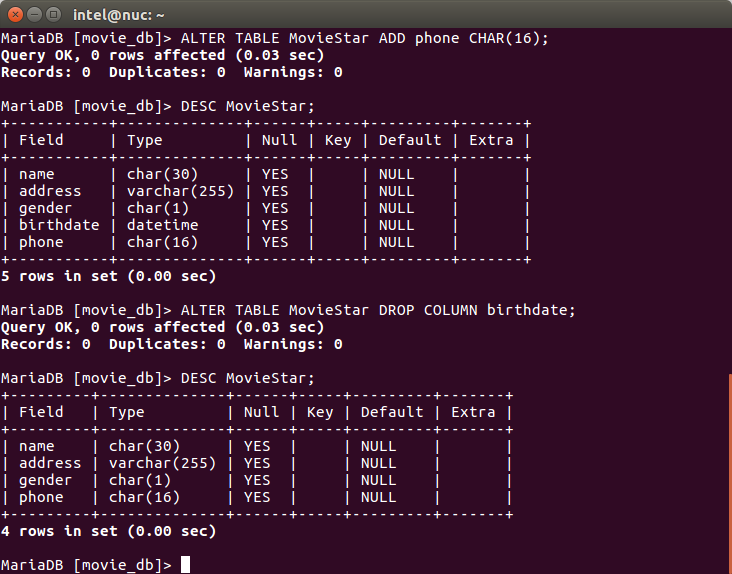 intel@nuc: ~
MariaDB [movie_db]> ALTER TABLE MovieStar ADD phone CHAR(16);
Query OK, 0 rows affected (0.03 sec)
Records: 0  Duplicates: 0  Warnings: 0

MariaDB [movie_db]> DESC MovieStar;
+-----------+--------------+------+-----+---------+-------+
| Field     | Type         | Null | Key | Default | Extra |
+-----------+--------------+------+-----+---------+-------+
| name      | char(30)     | YES  |     | NULL    |       |
| address   | varchar(255) | YES  |     | NULL    |       |
| gender    | char(1)      | YES  |     | NULL    |       |
| birthdate | datetime     | YES  |     | NULL    |       |
| phone     | char(16)     | YES  |     | NULL    |       |
+-----------+--------------+------+-----+---------+-------+
5 rows in set (0.00 sec)

MariaDB [movie_db]> ALTER TABLE MovieStar DROP COLUMN birthdate;
Query OK, 0 rows affected (0.03 sec)
Records: 0  Duplicates: 0  Warnings: 0

MariaDB [movie_db]> DESC MovieStar;
+---------+--------------+------+-----+---------+-------+
| Field   | Type         | Null | Key | Default | Extra |
+---------+--------------+------+-----+---------+-------+
| name    | char(30)     | YES  |     | NULL    |       |
| address | varchar(255) | YES  |     | NULL    |       |
| gender  | char(1)      | YES  |     | NULL    |       |
| phone   | char(16)     | YES  |     | NULL    |       |
+---------+--------------+------+-----+---------+-------+
4 rows in set (0.00 sec)

MariaDB [movie_db]>